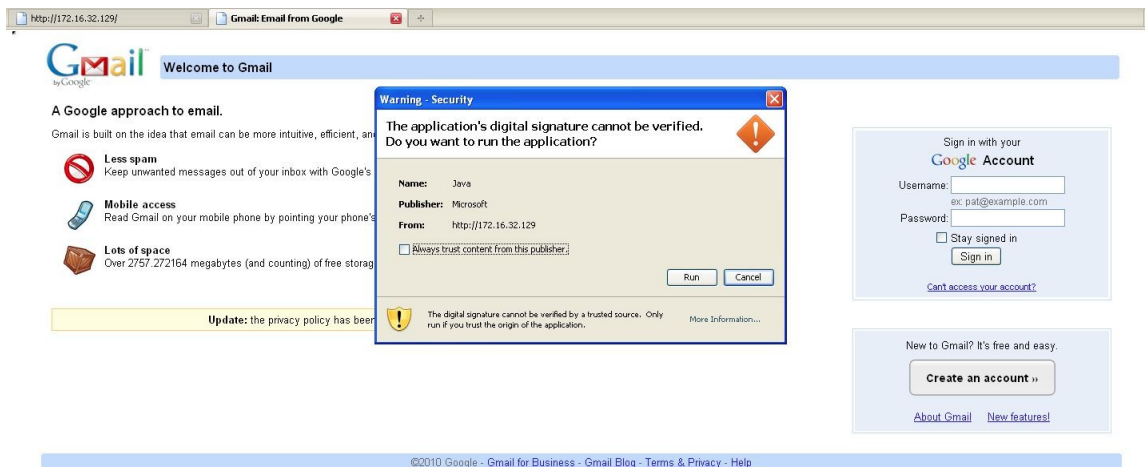 http://172.16.32.129/
Gmail: Email from Google
Gmail
by Google
Welcome to Gmail
A Google approach to email.
Gmail is built on the idea that email can be more intuitive, efficient, an
Less spam
Keep unwanted messages out of your inbox with Google's
Mobile access
Read Gmail on your mobile phone by pointing your phone's
Lots of space
Over 2757.272164 megabytes (and counting) of free storag
Update: the privacy policy has been
Warning - Security
The application's digital signature cannot be verified.
Do you want to run the application?
Name: Java
Publisher: Microsoft
From: http://172.16.32.129
Always trust content from this publisher.
Run Cancel
The digital signature cannot be verified by a trusted source. Only
run if you trust the origin of the application.
More Information...
Sign in with your
Google Account
Username:
ex: pat@example.com
Password:
Stay signed in
Sign in
Can't access your account?
New to Gmail? It's free and easy.
Create an account »
About Gmail New features!
©2010 Google - Gmail for Business - Gmail Blog - Terms & Privacy - Help